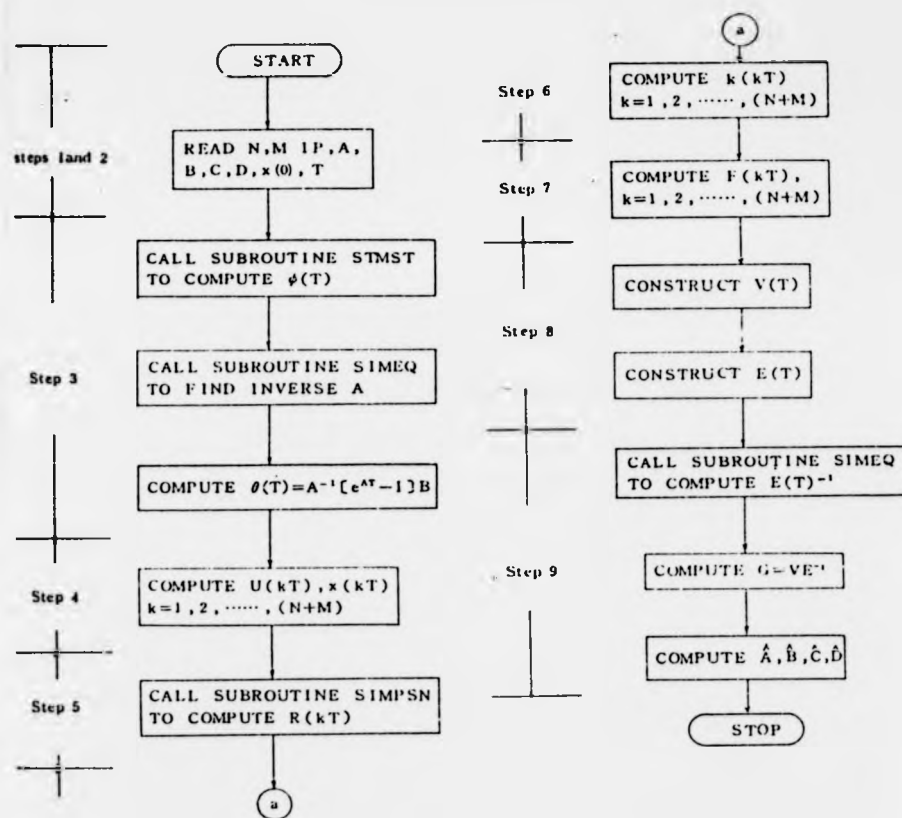 START
steps 1and 2
READ N,M IP,A,
B,C,D,x(0),T
CALL SUBROUTINE STMST
TO COMPUTE φ(T)
Step 3
CALL SUBROUTINE SIMEQ
TO FIND INVERSE A
COMPUTE θ(T)=A⁻¹[eᴬᵀ−1]B
Step 4
COMPUTE U(kT),x(kT)
k=1,2,······,(N+M)
Step 5
CALL SUBROUTINE SIMPSN
TO COMPUTE R(kT)
a
a
Step 6
COMPUTE k(kT)
k=1,2,······,(N+M)
Step 7
COMPUTE F(kT),
k=1,2,······,(N+M)
CONSTRUCT V(T)
Step 8
CONSTRUCT E(T)
CALL SUBROUTINE SIMEQ
TO COMPUTE E(T)⁻¹
Step 9
COMPUTE G=VE⁻¹
COMPUTE Â,B̂,Ĉ,D̂
STOP